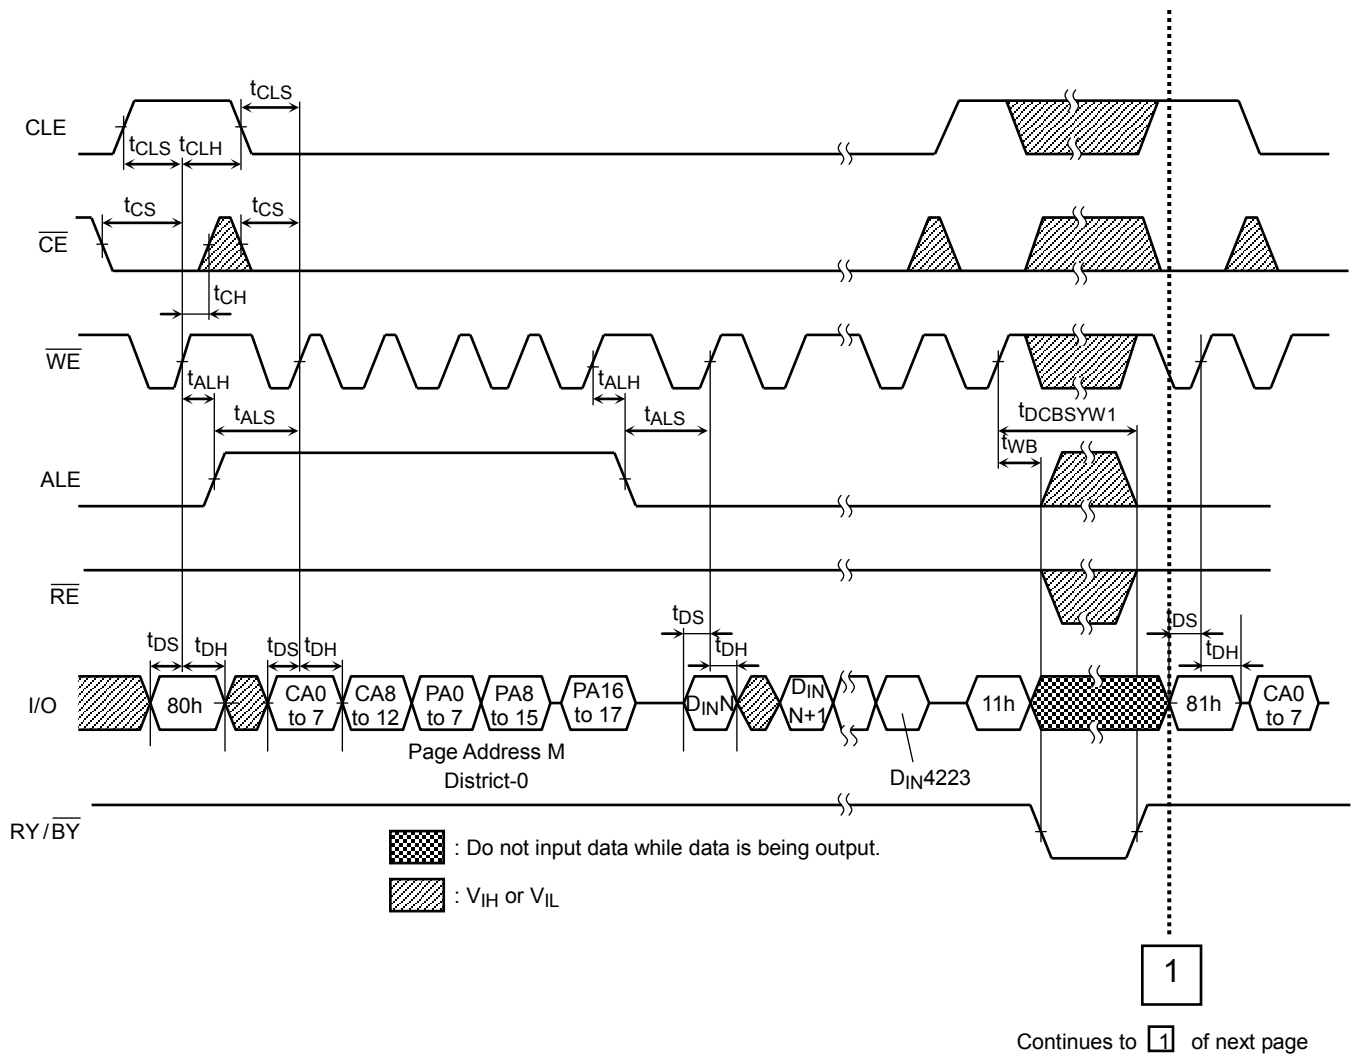 tCLS
CLE
tCLS tCLH
tCS tCS
CE
tCH
WE
tALH tALH
tALS tALS tDCBSYW1
tWB
ALE
RE
tDS tDS
tDS tDH tDS tDH tDH tDH
I/O 80h CA0 to 7 CA8 to 12 PA0 to 7 PA8 to 15 PA16 to 17 DINN DIN N+1 11h 81h CA0 to 7
Page Address M
District-0
DIN4223
RY/BY
: Do not input data while data is being output.
: VIH or VIL
1
Continues to 1 of next page